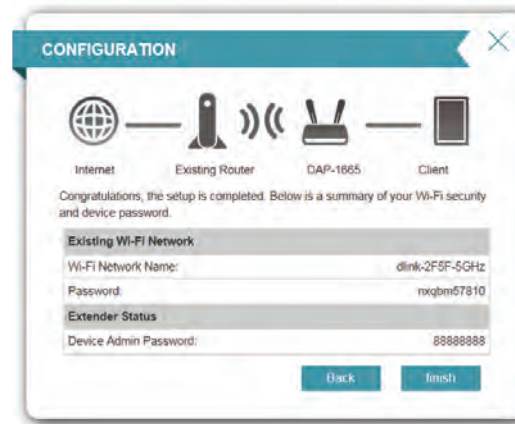 CONFIGURATION
Internet Existing Router DAP-1665 Client
Congratulations, the setup is completed. Below is a summary of your Wi-Fi security
and device password.
Existing Wi-Fi Network
Wi-Fi Network Name: dlink-2F5F-5GHz
Password: nxqbm57810
Extender Status
Device Admin Password: 88888888
Back finish